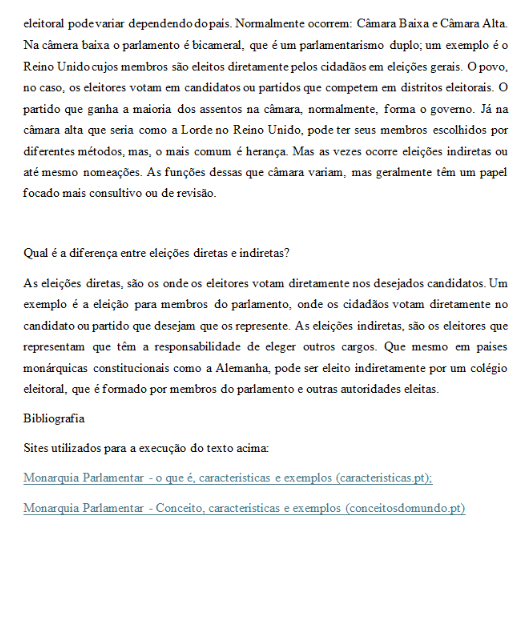 eleitoral pode variar dependendo do país. Normalmente ocorrem: Câmara Baixa e Câmara Alta.
Na câmera baixa o parlamento é bicameral, que é um parlamentarismo duplo; um exemplo é o
Reino Unido cujos membros são eleitos diretamente pelos cidadãos em eleições gerais. O povo,
no caso, os eleitores votam em candidatos ou partidos que competem em distritos eleitorais. O
partido que ganha a maioria dos assentos na câmara, normalmente, forma o governo. Já na
câmara alta que seria como a Lorde no Reino Unido, pode ter seus membros escolhidos por
diferentes métodos, mas, o mais comum é herança. Mas as vezes ocorre eleições indiretas ou
até mesmo nomeações. As funções dessas que câmara variam, mas geralmente têm um papel
focado mais consultivo ou de revisão.
Qual é a diferença entre eleições diretas e indiretas?
As eleições diretas, são os onde os eleitores votam diretamente nos desejados candidatos. Um
exemplo é a eleição para membros do parlamento, onde os cidadãos votam diretamente no
candidato ou partido que desejam que os represente. As eleições indiretas, são os eleitores que
representam que têm a responsabilidade de eleger outros cargos. Que mesmo em países
monárquicas constitucionais como a Alemanha, pode ser eleito indiretamente por um colégio
eleitoral, que é formado por membros do parlamento e outras autoridades eleitas.
Bibliografia
Sites utilizados para a execução do texto acima:
Monarquia Parlamentar - o que é, características e exemplos (caracteristicas.pt);
Monarquia Parlamentar - Conceito, características e exemplos (conceitosdomundo.pt)